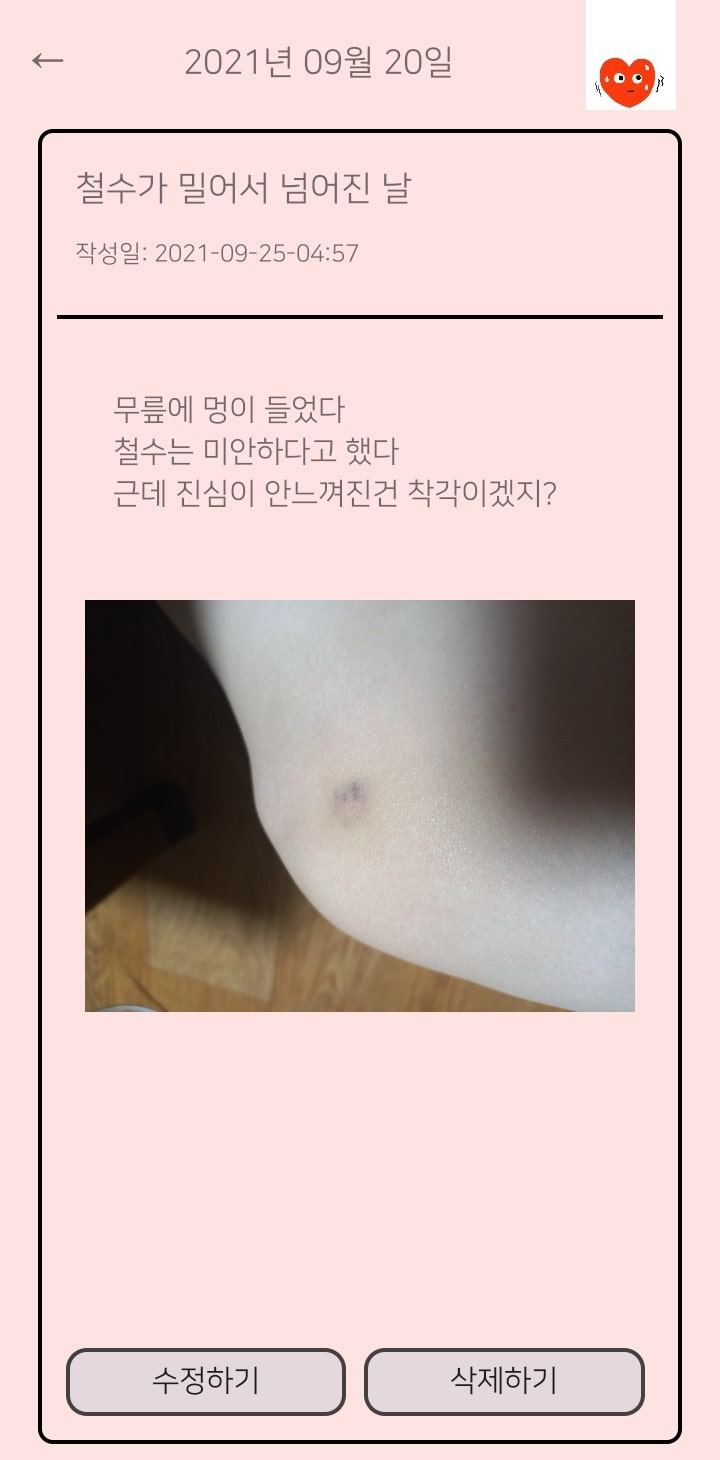 ←
2021년 09월 20일
철수가 밀어서 넘어진 날
작성일: 2021-09-25-04:57
무릎에 멍이 들었다
철수는 미안하다고 했다
근데 진심이 안느껴진건 착각이겠지?
수정하기
삭제하기